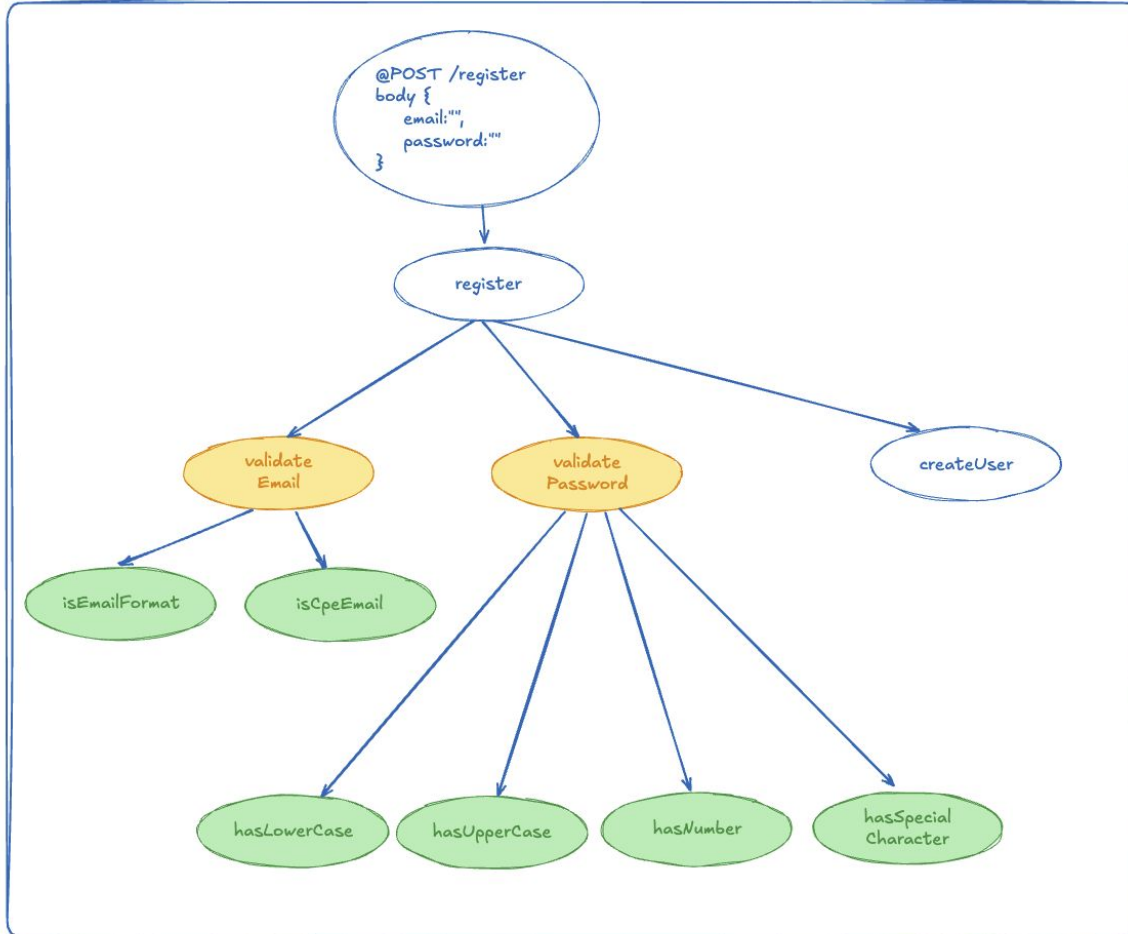 @POST /register
body {
email:"",
password:""
}
register
validate
Email
validate
Password
createUser
isEmailFormat
isCpeEmail
hasLowerCase
hasUpperCase
hasNumber
hasSpecial
Character